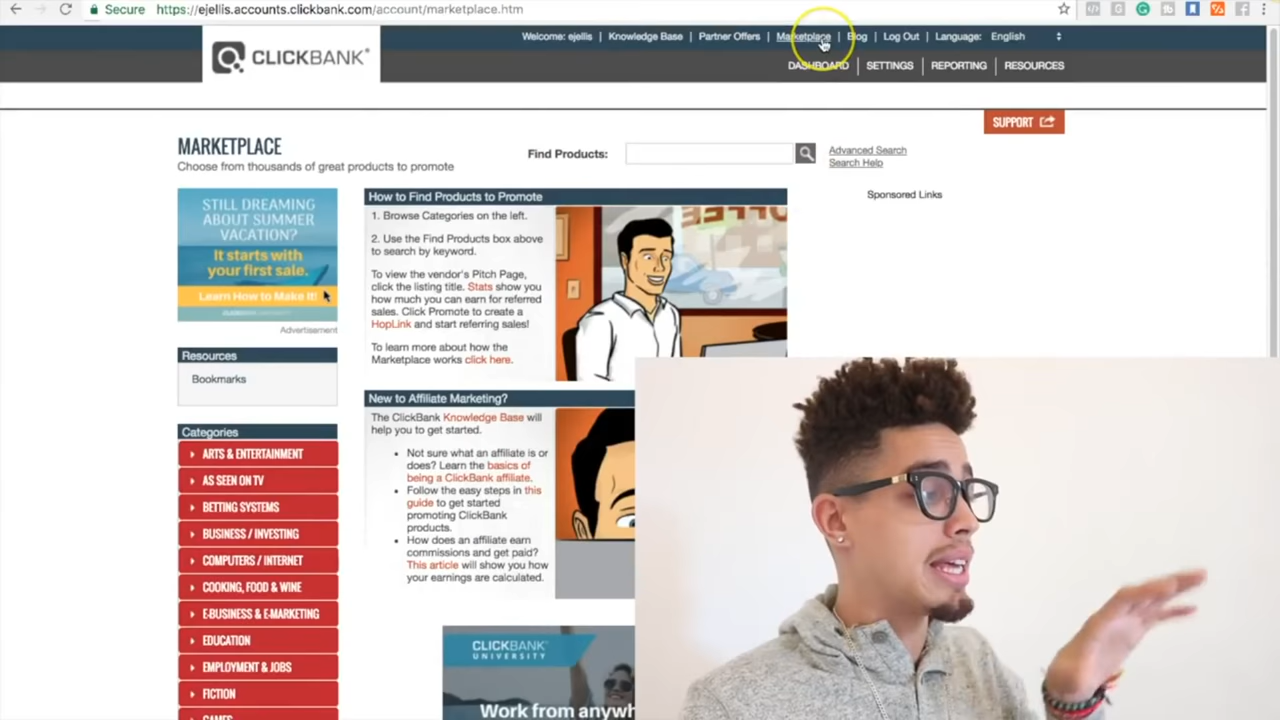 Secure
https://ejellis.accounts.clickbank.com/account/marketplace.htm
Welcome: ejellis | Knowledge Base | Partner Offers | Marketplace | Blog | Log Out | Language: English
CLICKBANK
DASHBOARD | SETTINGS | REPORTING | RESOURCES
SUPPORT
MARKETPLACE
Choose from thousands of great products to promote
Find Products:
Advanced Search
Search Help
Sponsored Links
STILL DREAMING
ABOUT SUMMER
VACATION?
It starts with
your first sale.
Learn How to Make It!
CLICKBANK UNIVERSITY
Advertisement
Resources
Bookmarks
Categories
ARTS & ENTERTAINMENT
AS SEEN ON TV
BETTING SYSTEMS
BUSINESS / INVESTING
COMPUTERS / INTERNET
COOKING, FOOD & WINE
E-BUSINESS & E-MARKETING
EDUCATION
EMPLOYMENT & JOBS
FICTION
GAMES
How to Find Products to Promote
1. Browse Categories on the left.
2. Use the Find Products box above
to search by keyword.
To view the vendor's Pitch Page,
click the listing title. Stats show you
how much you can earn for referred
sales. Click Promote to create a
HopLink and start referring sales!
To learn more about how the
Marketplace works click here.
COFFEE
New to Affiliate Marketing?
The ClickBank Knowledge Base will
help you to get started.
Not sure what an affiliate is or
does? Learn the basics of
being a ClickBank affiliate.
Follow the easy steps in this
guide to get started
promoting ClickBank
products.
How does an affiliate earn
commissions and get paid?
This article will show you how
your earnings are calculated.
CLICKBANK
UNIVERSITY
Work from anywh